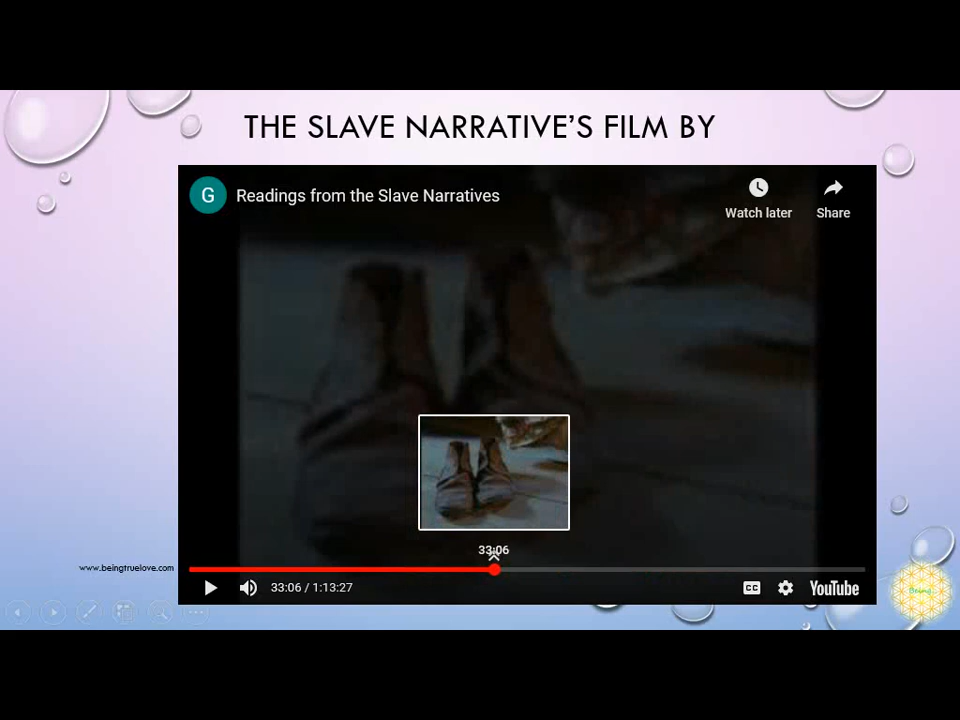 THE SLAVE NARRATIVE’S FILM BY
G
Readings from the Slave Narratives
Watch later
Share
33:06
www.beingtruelove.com
33:06 / 1:13:27
CC
YouTube
Being